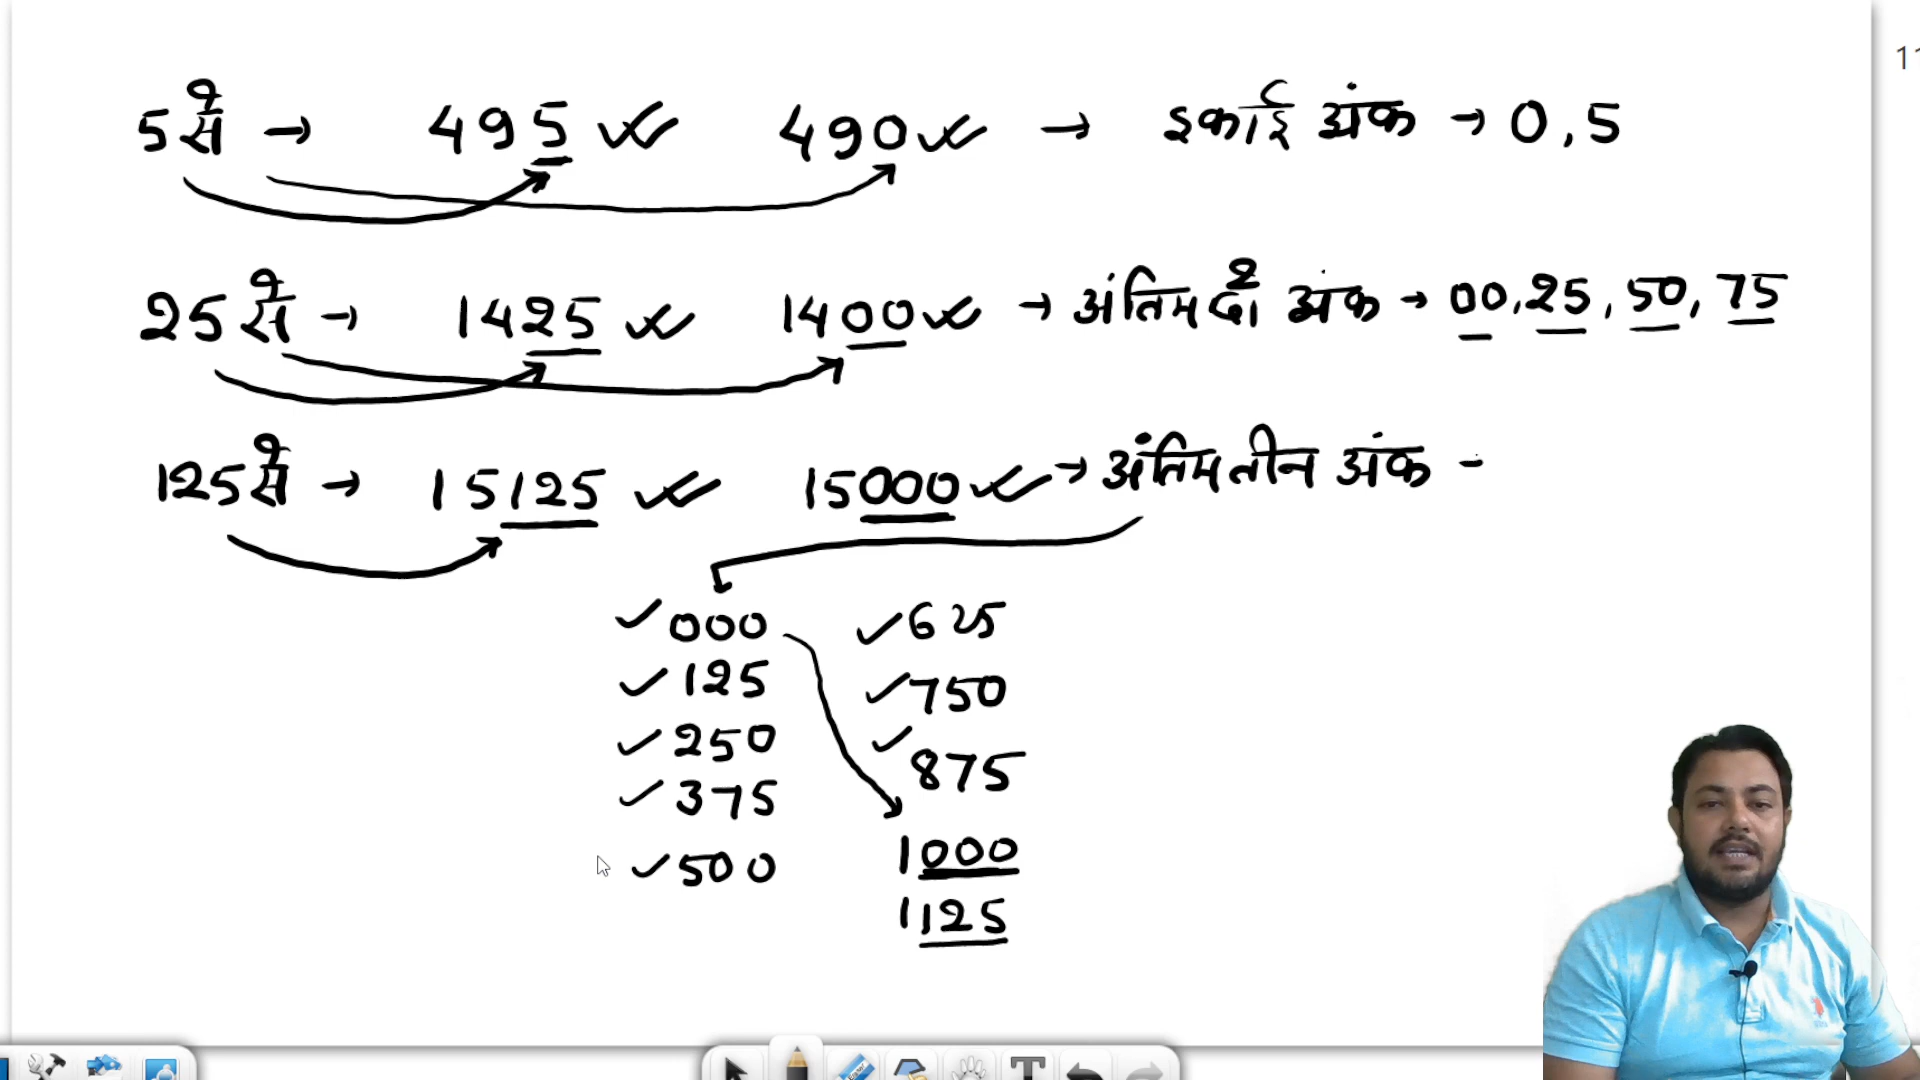 5 से → 495 490 → इकाई अंक → 0, 5
25 से → 1425 1400 → अंतिम दो अंक → 00, 25, 50, 75
125 से → 15125 15000 → अंतिम तीन अंक -
000 625
125 750
250 875
375
500
1000
1125